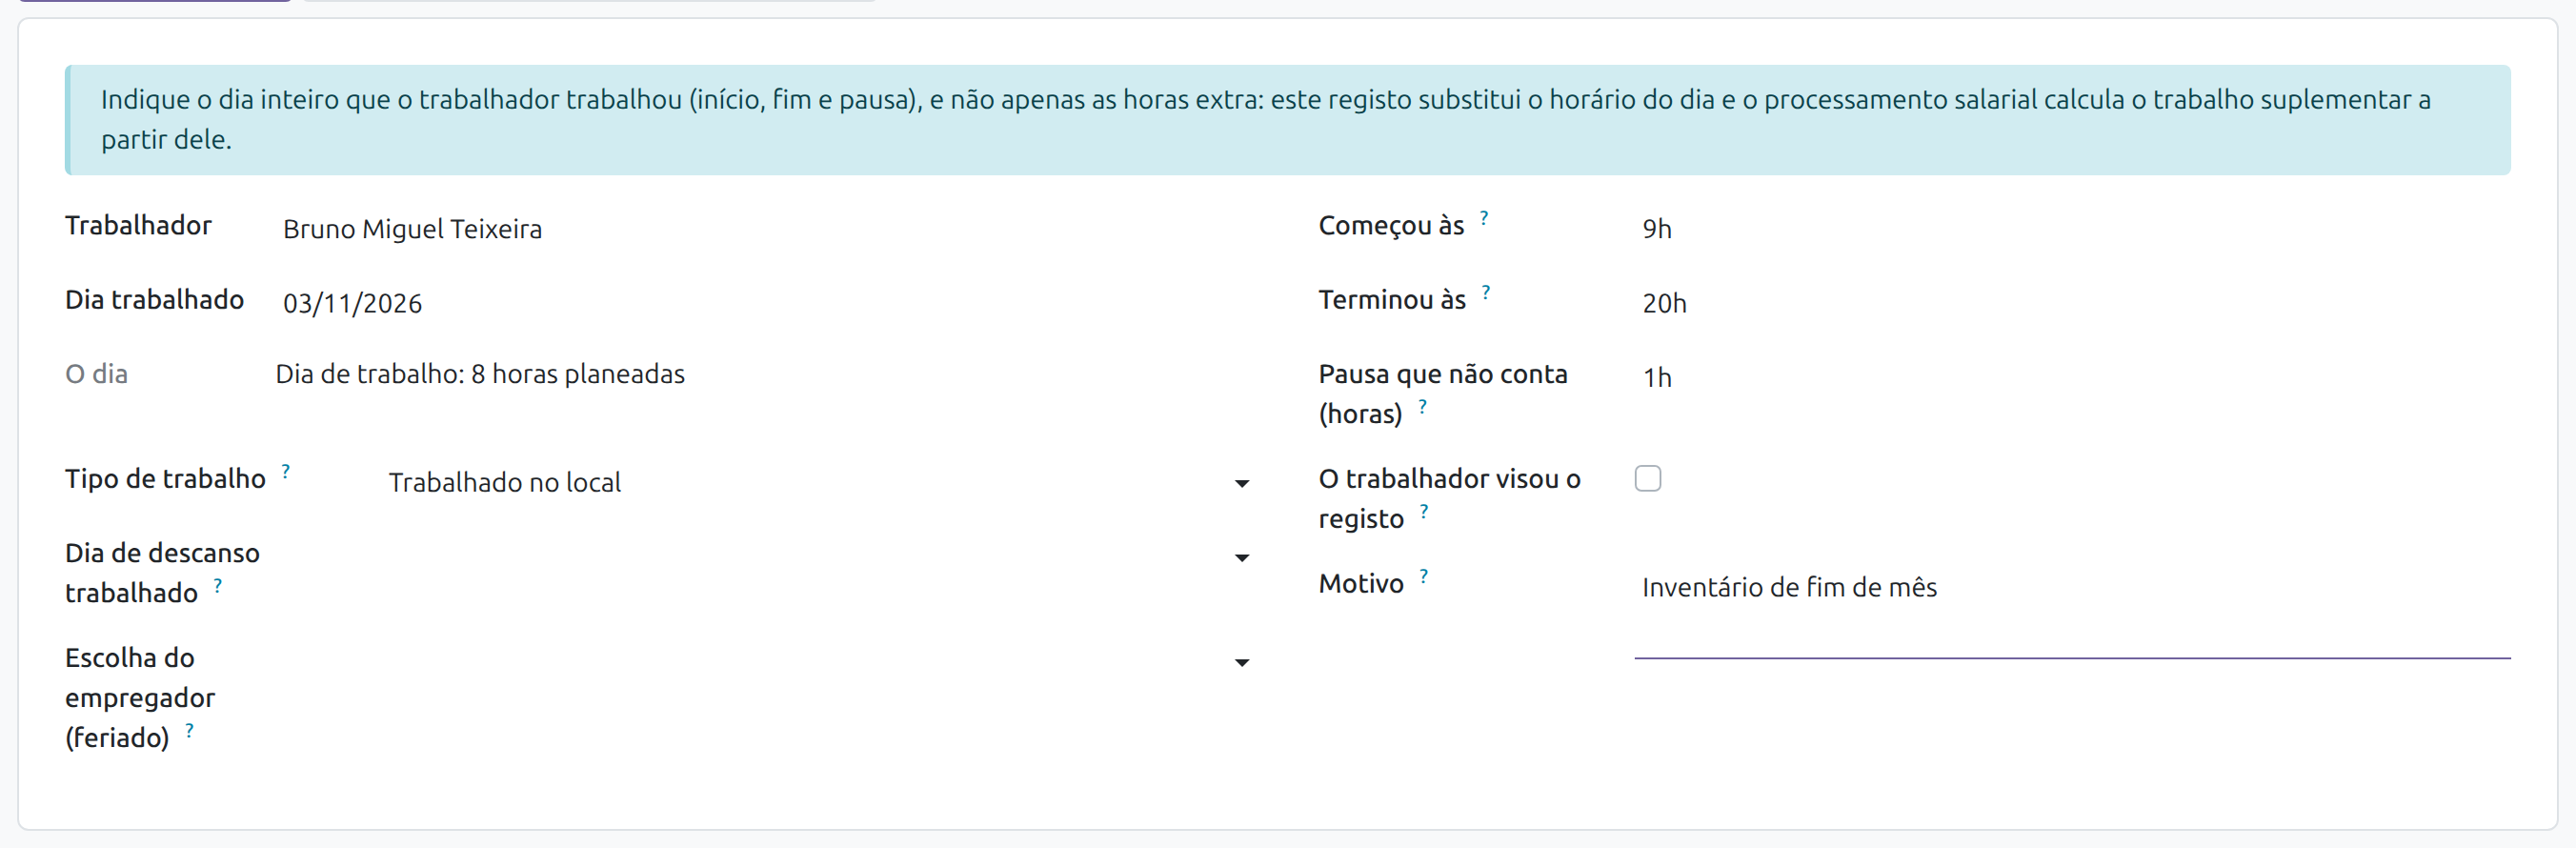 Indique o dia inteiro que o trabalhador trabalhou (início, fim e pausa), e não apenas as horas extra: este registo substitui o horário do dia e o processamento salarial calcula o trabalho suplementar a
partir dele.
Trabalhador Bruno Miguel Teixeira
Dia trabalhado 03/11/2026
O dia Dia de trabalho: 8 horas planeadas
Tipo de trabalho ? Trabalhado no local
Dia de descanso
trabalhado ?
Escolha do
empregador
(feriado) ?
Começou às ? 9h
Terminou às ? 20h
Pausa que não conta 1h
(horas) ?
O trabalhador visou o
registo ?
Motivo ? Inventário de fim de mês